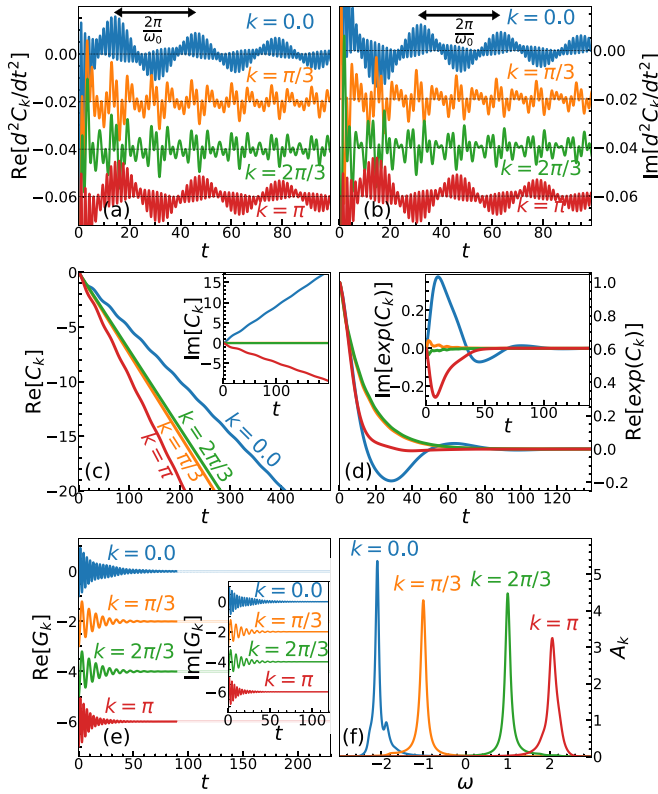 2π/ω₀ k = 0.0
k = π/3
k = 2π/3
k = π
(a)
Re[d²C_k/dt²]
0.00
−0.02
−0.04
−0.06
0 20 40 60 80
t
2π/ω₀ k = 0.0
k = π/3
k = 2π/3
k = π
(b)
Im[d²C_k/dt²]
0.00
−0.02
−0.04
−0.06
0 20 40 60 80
t
Re[C_k]
0
−5
−10
−15
−20
0 100 200 300 400
t
(c)
k = π
k = π/3
k = 2π/3
k = 0.0
Im[C_k]
15
10
5
0
−5
0 100
t
(d)
Re[exp(C_k)]
1.0
0.8
0.6
0.4
0.2
0.0
−0.2
0 20 40 60 80 100 120
t
Im[exp(C_k)]
0.2
0.0
−0.2
0 50 100
t
Re[G_k]
0
−2
−4
−6
0 50 100 150 200
t
(e)
k = 0.0
k = π/3
k = 2π/3
k = π
Im[G_k]
0
−2
−4
−6
0 50 100
t
k = 0.0
k = π/3
k = 2π/3
k = π
(f)
A_k
5
4
3
2
1
0
−2 −1 0 1 2
ω